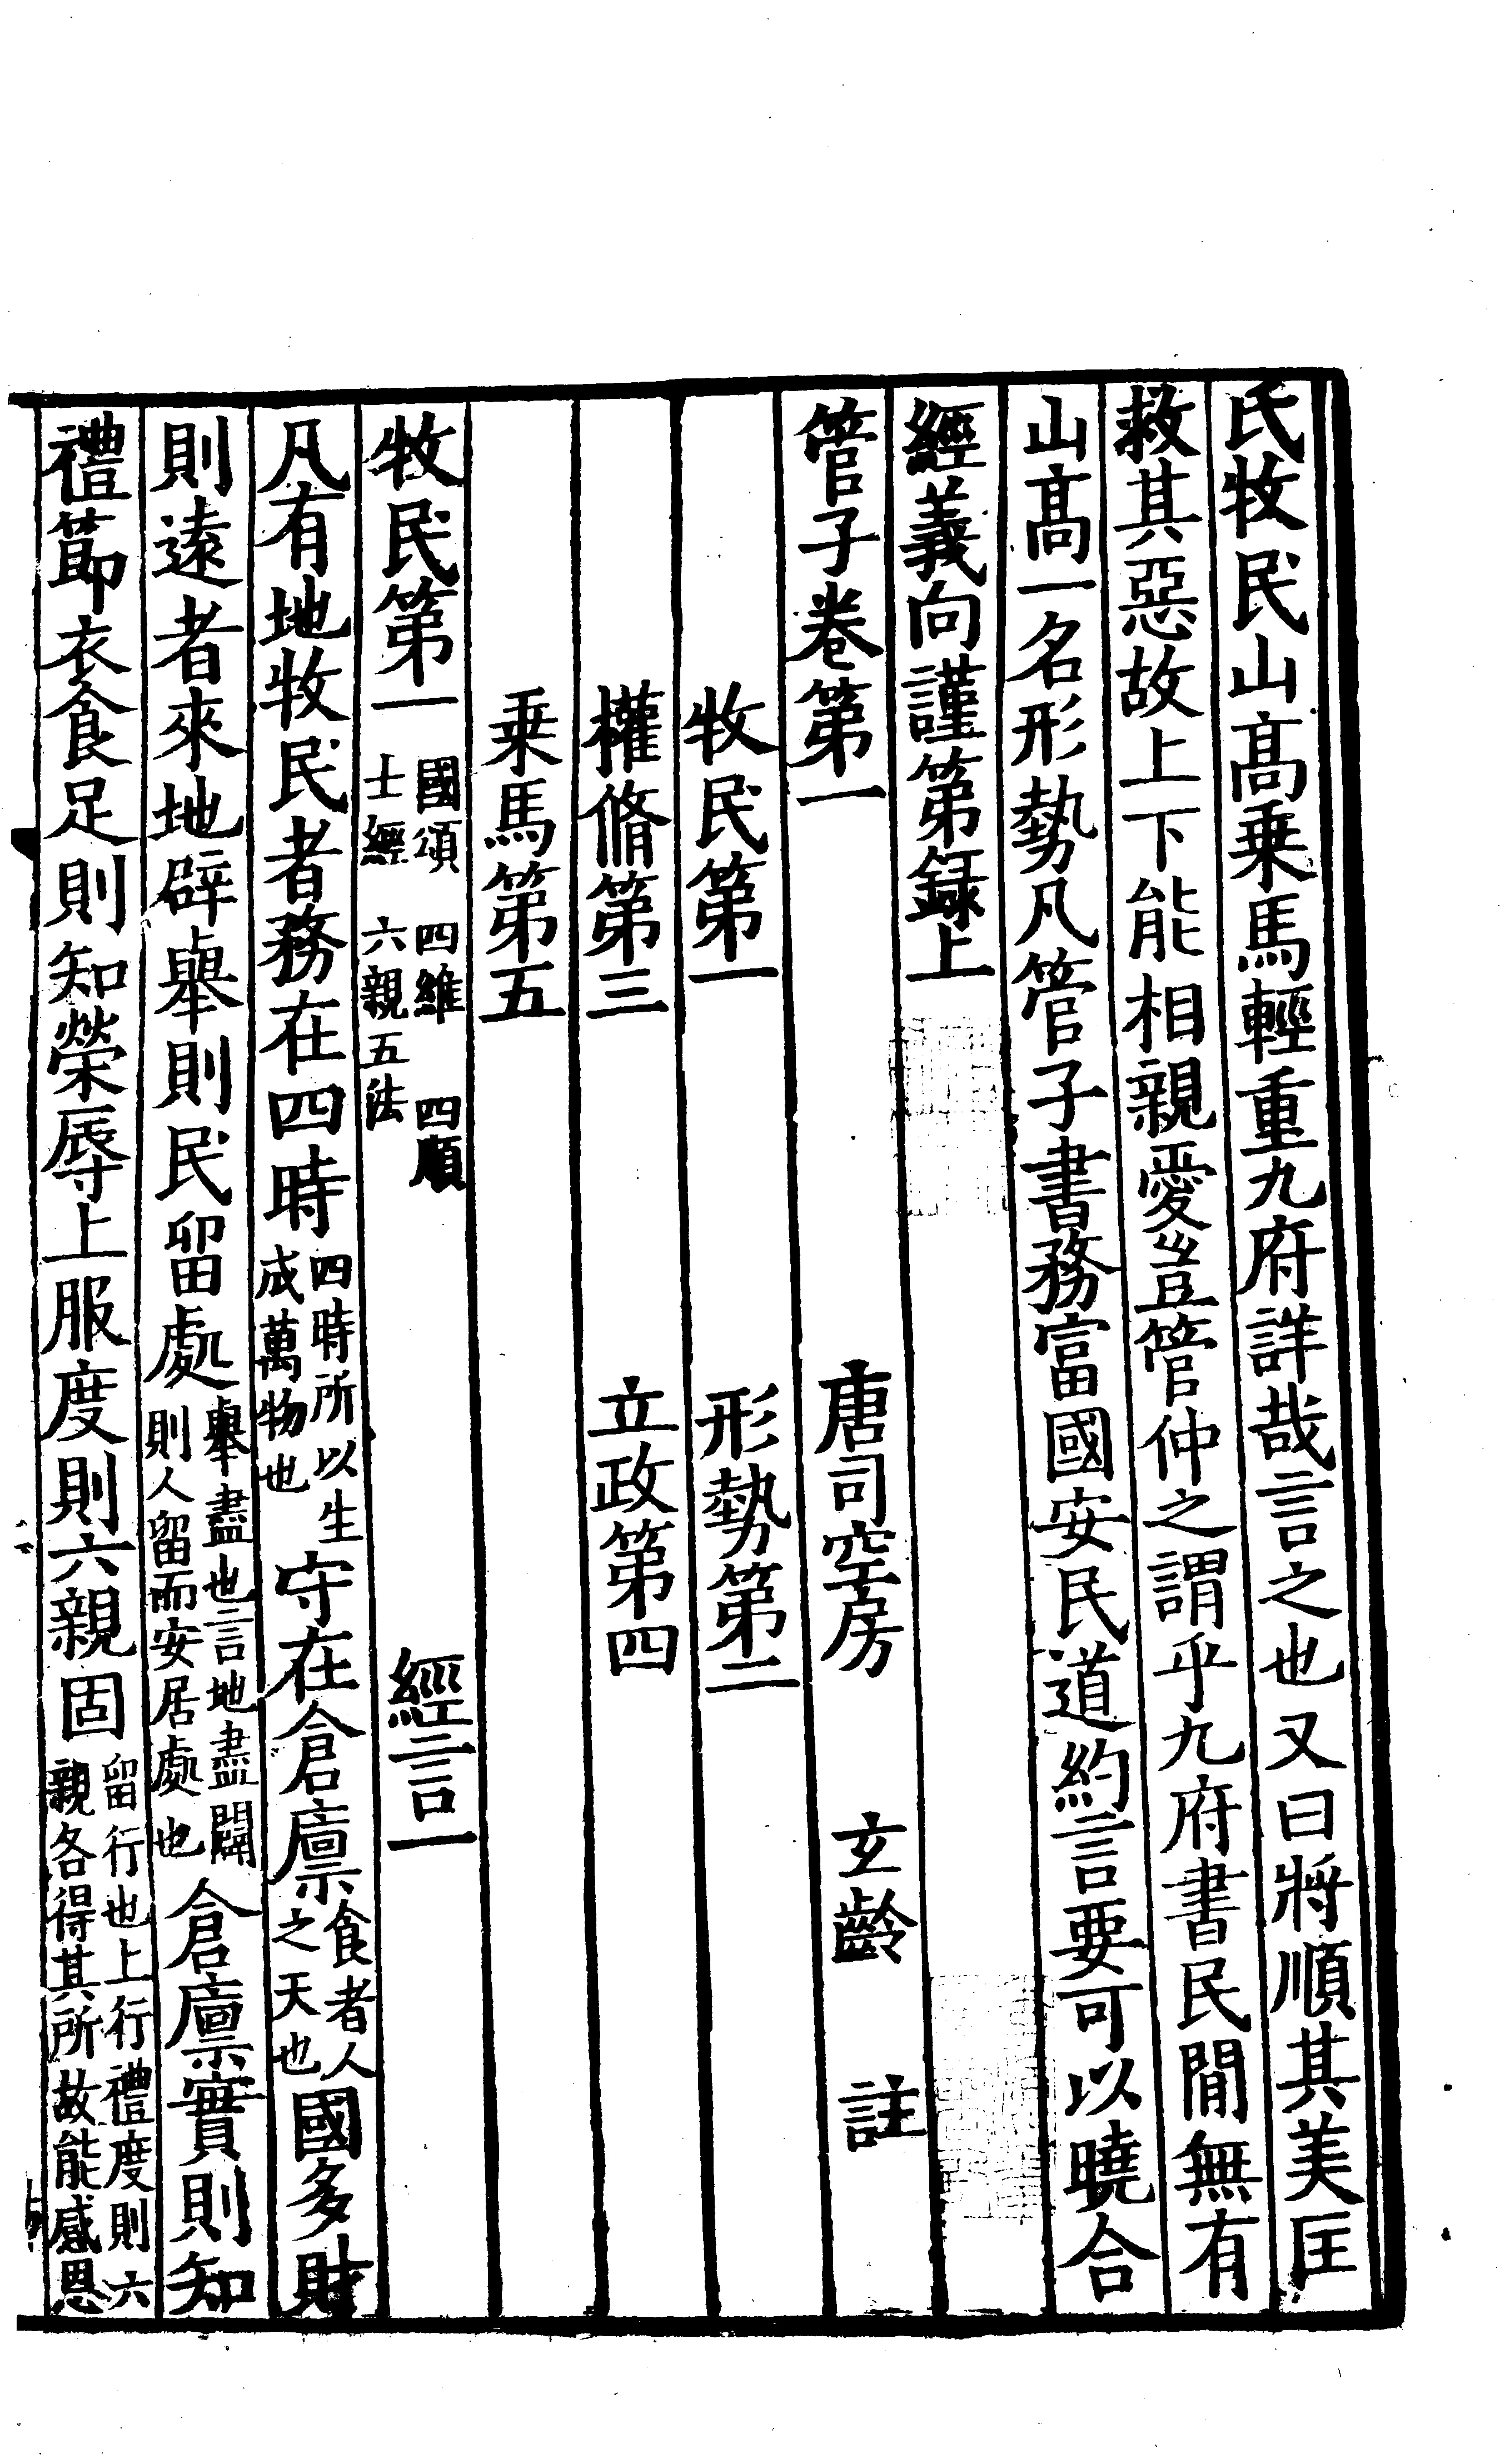 氏牧民山髙乗馬輕重九府詳哉言之也又曰將順其美匡
救其惡故上下能相親愛豈管仲之謂乎九府書民閒無有
山髙一名形勢凡管子書務富國安民道約言要可以曉合
經義向謹第録上
管子卷第一 唐司空房 玄齡 註
牧民第一 形勢第二
權脩第三 立政第四
乗馬第五
牧民第一 國頌 四維 四順 士經 六親五法 經言一
凡有地牧民者務在四時四時所以生成萬物也守在倉廪食者人之天也國多財
則遠者來地辟舉則民留處舉盡也言地盡闢則人留而安居處也倉廪實則知
禮節衣食足則知榮辱上服度則六親固留行也上行禮度則六親各得其所故能感恩